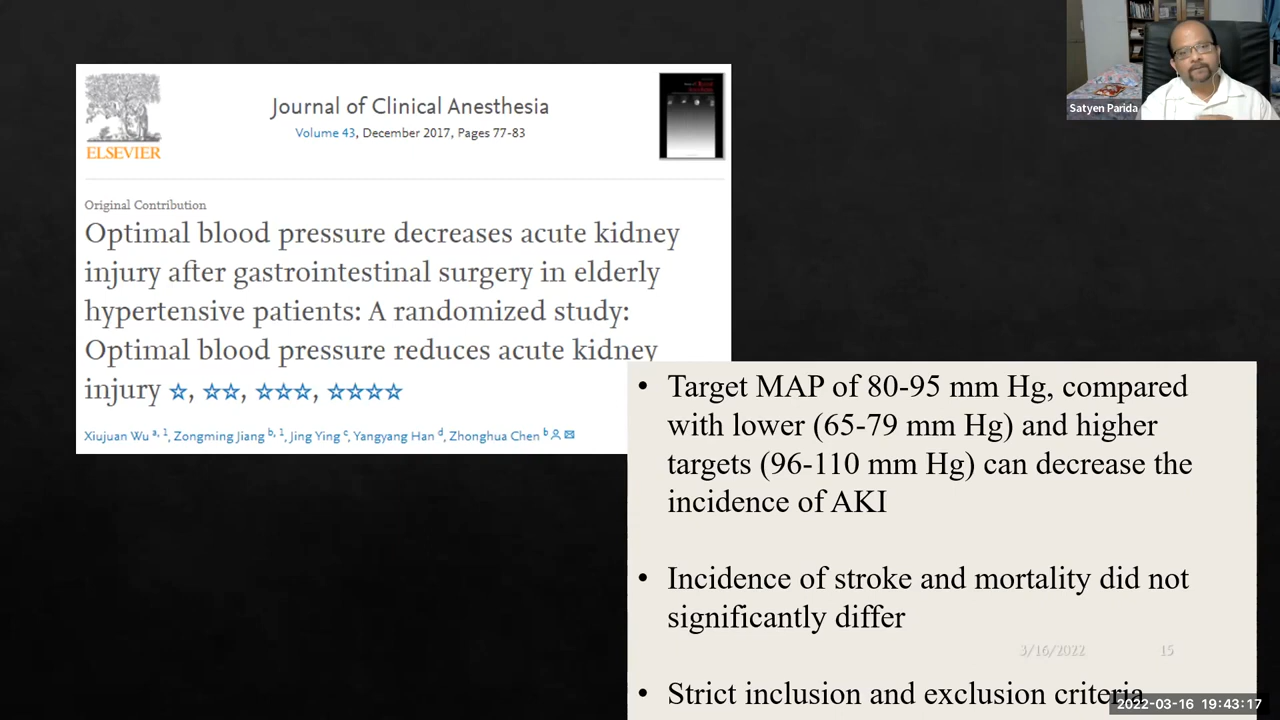 Satyen Parida
ELSEVIER
Journal of Clinical Anesthesia
Volume 43, December 2017, Pages 77-83
Original Contribution
Optimal blood pressure decreases acute kidney
injury after gastrointestinal surgery in elderly
hypertensive patients: A randomized study:
Optimal blood pressure reduces acute kidney
injury ☆, ☆☆, ☆☆☆, ☆☆☆☆
Xiujuan Wu a, 1, Zongming Jiang b, 1, Jing Ying c, Yangyang Han d, Zhonghua Chen b
• Target MAP of 80-95 mm Hg, compared
with lower (65-79 mm Hg) and higher
targets (96-110 mm Hg) can decrease the
incidence of AKI
• Incidence of stroke and mortality did not
significantly differ
3/16/2022 15
• Strict inclusion and exclusion criteria
2022-03-16 19:43:17